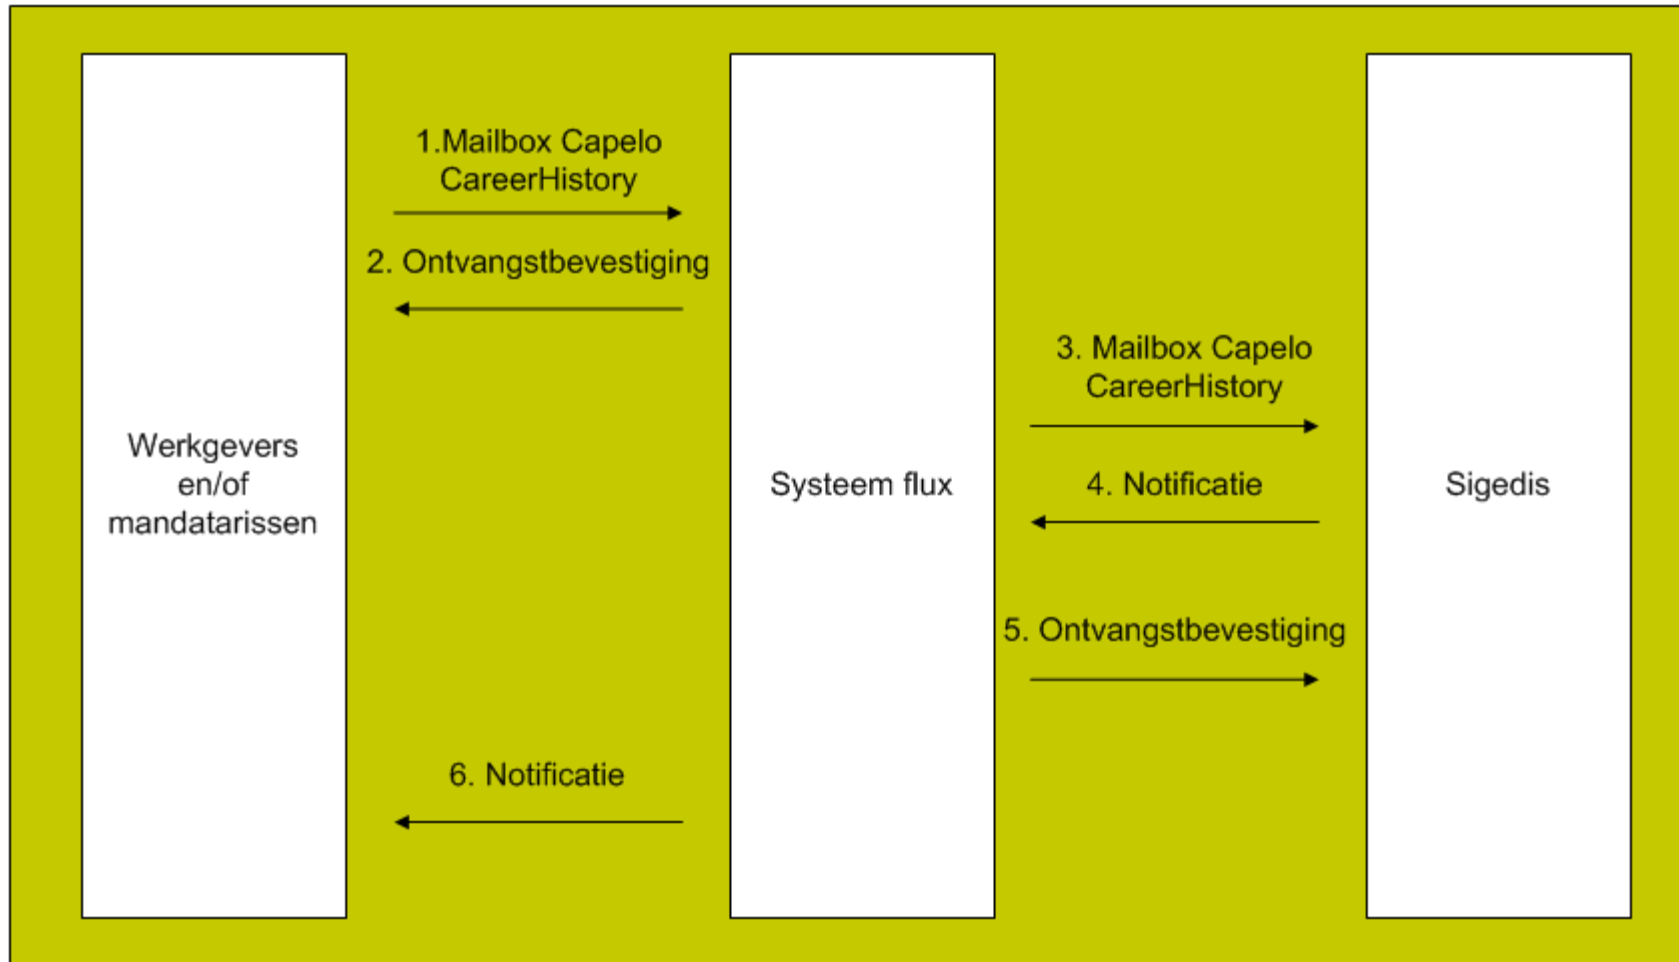 1.Mailbox Capelo
CareerHistory
2. Ontvangstbevestiging
3. Mailbox Capelo
CareerHistory
Werkgevers
en/of
mandatarissen
Systeem flux
4. Notificatie
Sigedis
5. Ontvangstbevestiging
6. Notificatie